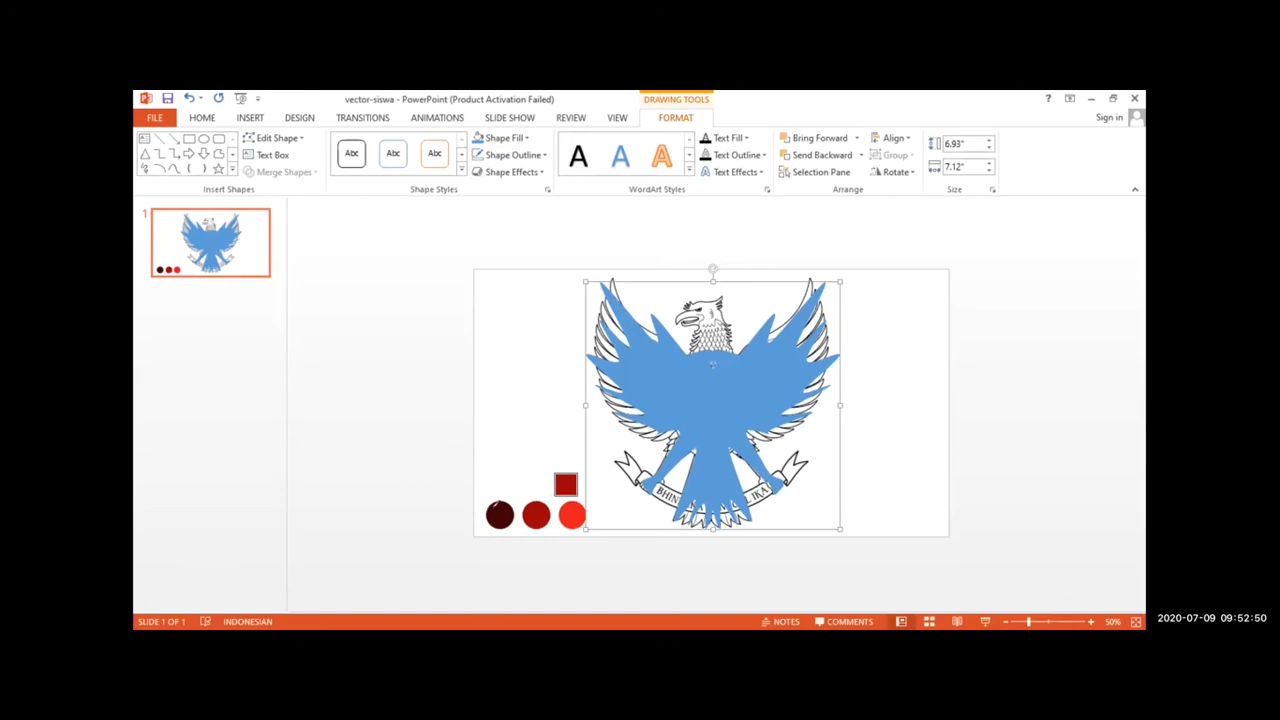 vector-siswa - PowerPoint (Product Activation Failed)
DRAWING TOOLS
FILE HOME INSERT DESIGN TRANSITIONS ANIMATIONS SLIDE SHOW REVIEW VIEW FORMAT
Sign in
Edit Shape
Text Box
Merge Shapes
Insert Shapes
Abc Abc Abc
Shape Fill
Shape Outline
Shape Effects
Shape Styles
A A A
Text Fill
Text Outline
Text Effects
WordArt Styles
Bring Forward
Send Backward
Selection Pane
Align
Group
Rotate
Arrange
6.93"
7.12"
Size
1
BHIN
IKA
SLIDE 1 OF 1 INDONESIAN
NOTES COMMENTS 50%
2020-07-09 09:52:50